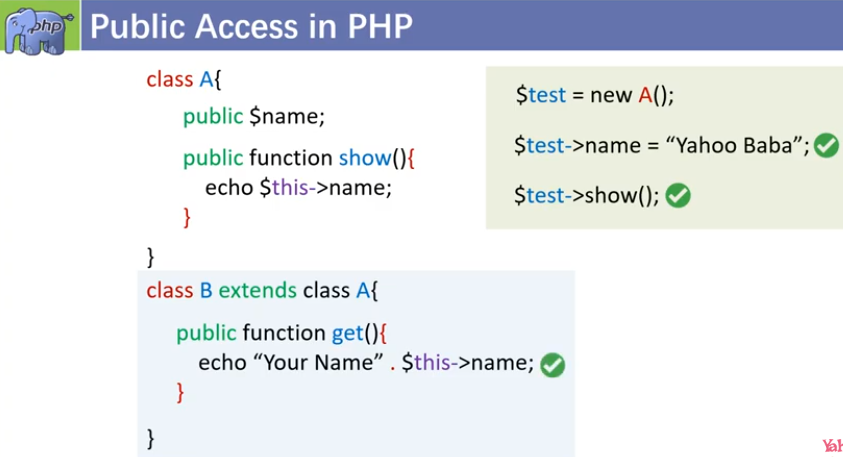 php
Public Access in PHP
class A{
public $name;
public function show(){
echo $this->name;
}
}
$test = new A();
$test->name = “Yahoo Baba”;
$test->show();
class B extends class A{
public function get(){
echo “Your Name” . $this->name;
}
}
Yah